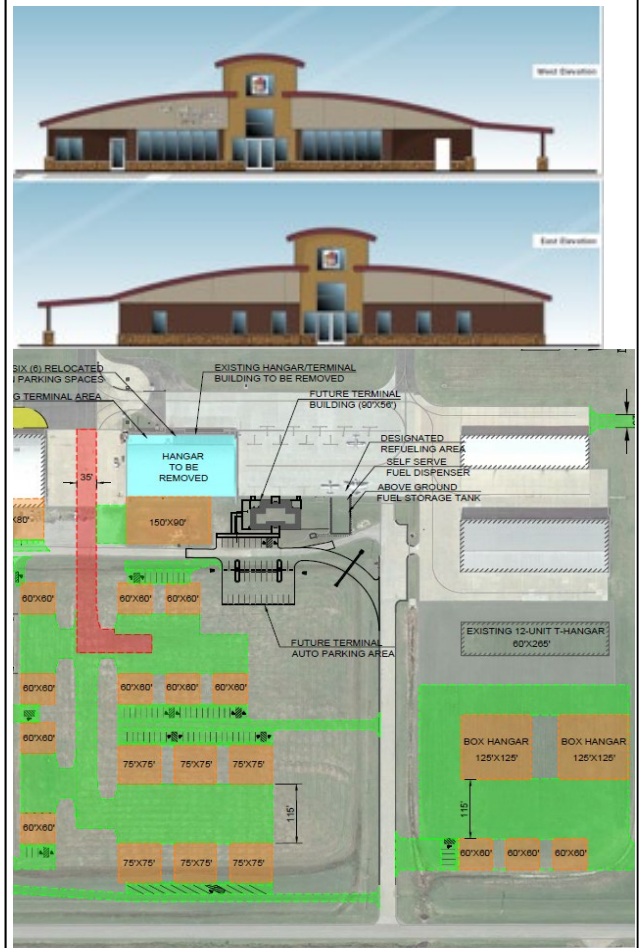 West Elevation
East Elevation
SIX (6) RELOCATED
PARKING SPACES
G TERMINAL AREA
EXISTING HANGAR/TERMINAL
BUILDING TO BE REMOVED
FUTURE TERMINAL
BUILDING (90'X56')
DESIGNATED
REFUELING AREA
SELF SERVE
FUEL DISPENSER
ABOVE GROUND
FUEL STORAGE TANK
HANGAR
TO BE
REMOVED
35'
X80'
150'X90'
60'X60'
60'X60'
60'X60'
FUTURE TERMINAL
AUTO PARKING AREA
EXISTING 12-UNIT T-HANGAR
60'X265'
60'X60'
60'X60'
60'X60'
60'X60'
60'X60'
BOX HANGAR
125'X125'
BOX HANGAR
125'X125'
75'X75'
75'X75'
75'X75'
115'
115'
60'X60'
75'X75'
75'X75'
75'X75'
60'X60'
60'X60'
60'X60'